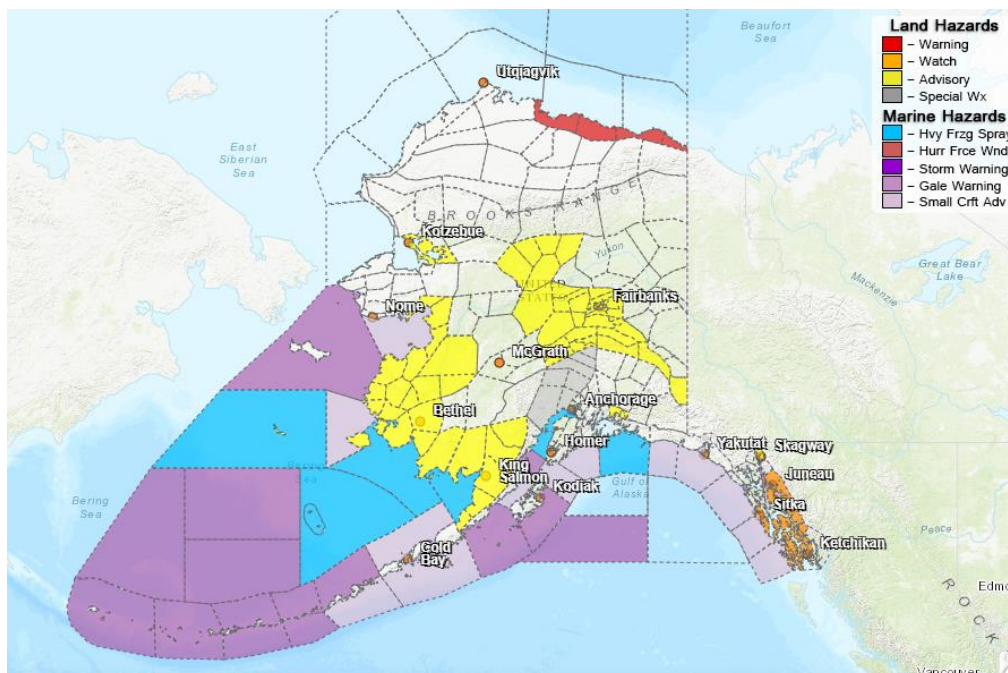 Land Hazards
– Warning
– Watch
– Advisory
– Special Wx
Marine Hazards
– Hvy Frzg Spray
– Hurr Frce Wnd
– Storm Warning
– Gale Warning
– Small Crft Adv
Beaufort
Sea
Utqiagvik
East
Siberian
Sea
BROOKS RANGE
Kotzebue
Yukon
Great Bear
Lake
Mackenzie
Nome
Fairbanks
McGrath
Anchorage
Bethel
Homer
Yakutat
Skagway
King
Salmon
Kodiak
Gulf of
Alaska
Juneau
Sitka
Bering
Sea
Cold
Bay
Ketchikan
Peace
Edmo
ROCK
Vancouver